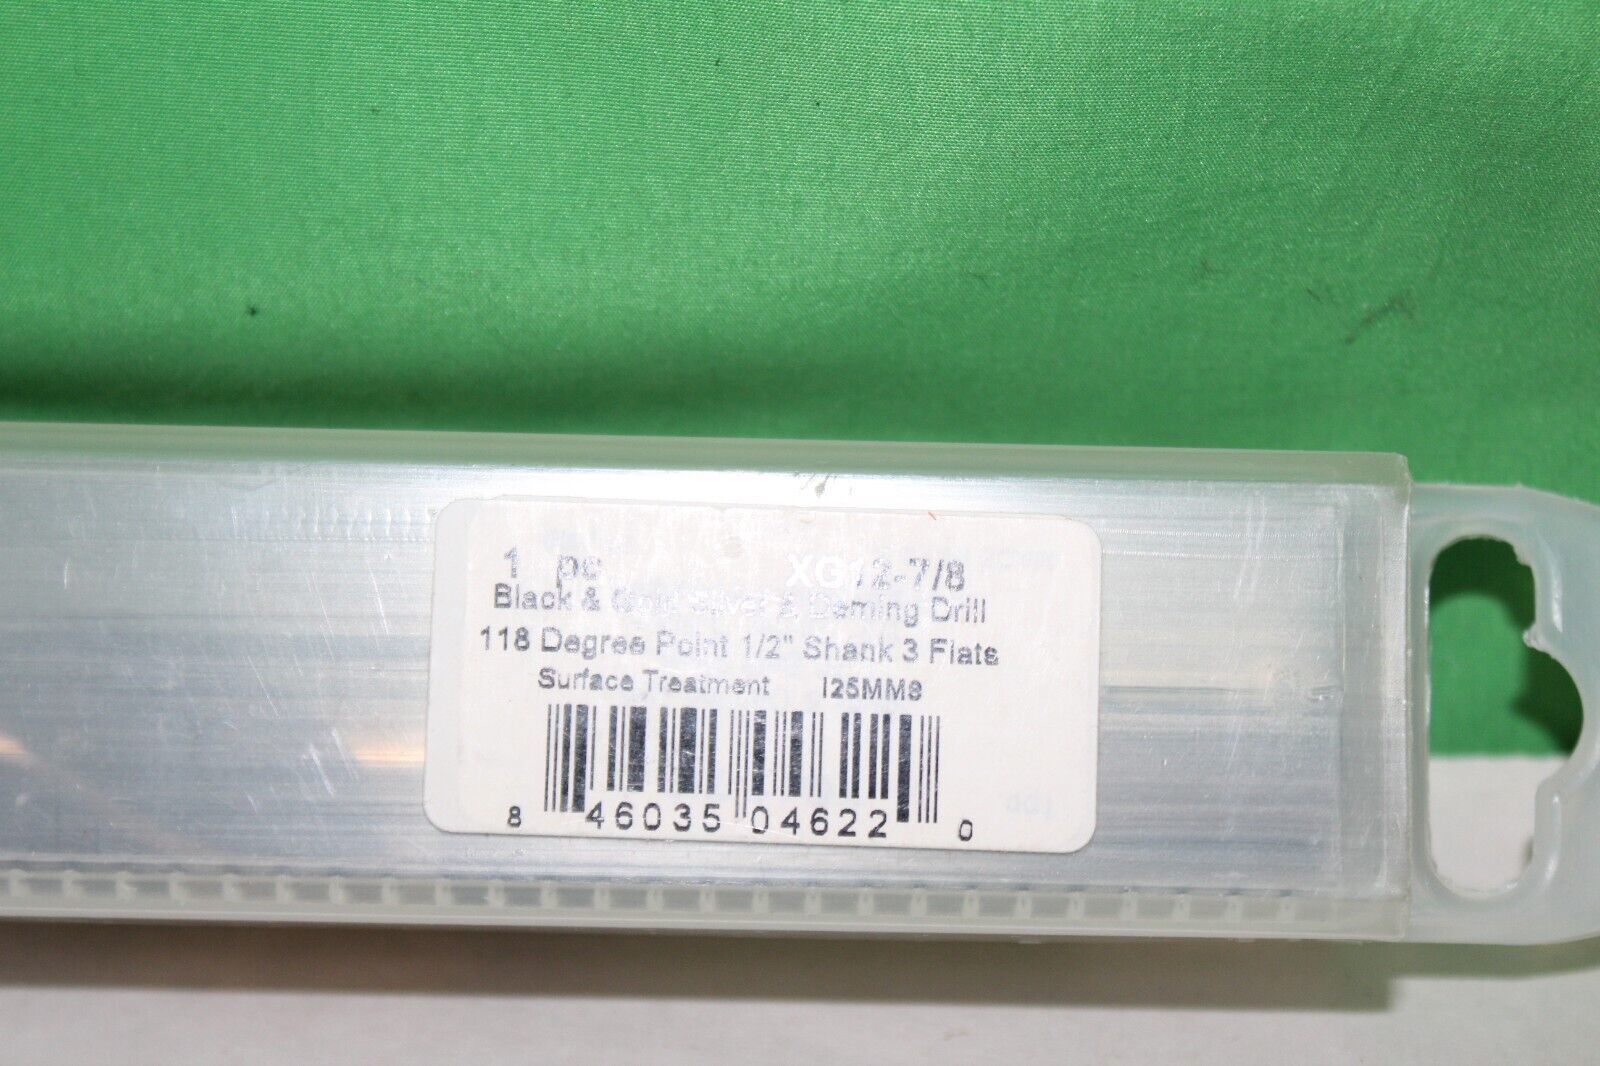 1 pc XG12-7/8
Black & Gold Silver & Deming Drill
118 Degree Point 1/2" Shank 3 Flats
Surface Treatment I25MM8
8 46035 04622 0